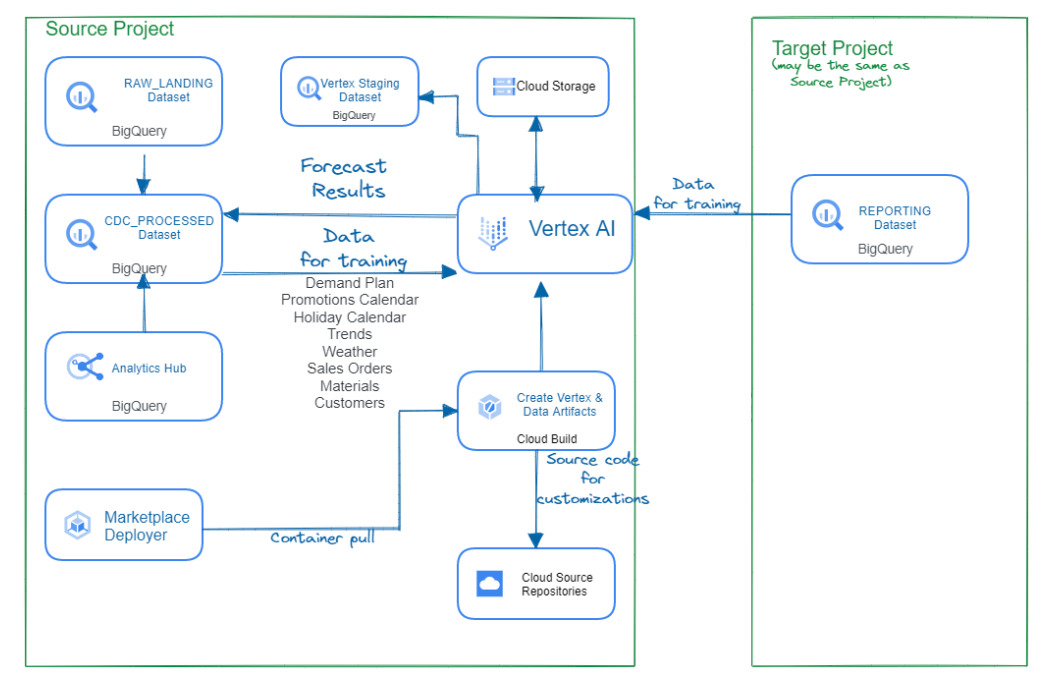 Source Project
RAW_LANDING
Dataset
BigQuery
Vertex Staging
Dataset
BigQuery
Cloud Storage
Target Project
(may be the same as
Source Project)
Forecast
Results
CDC_PROCESSED
Dataset
BigQuery
Data
for training
Vertex AI
Data
for training
REPORTING
Dataset
BigQuery
Demand Plan
Promotions Calendar
Holiday Calendar
Trends
Weather
Sales Orders
Materials
Customers
Analytics Hub
BigQuery
Create Vertex &
Data Artifacts
Cloud Build
Source code
for
customizations
Marketplace
Deployer
Container pull
Cloud Source
Repositories